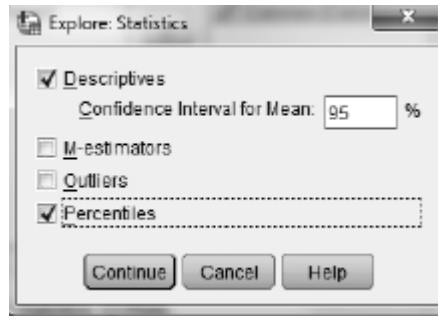 Explore: Statistics
Descriptives
Confidence Interval for Mean: 95 %
M-estimators
Outliers
Percentiles
Continue Cancel Help